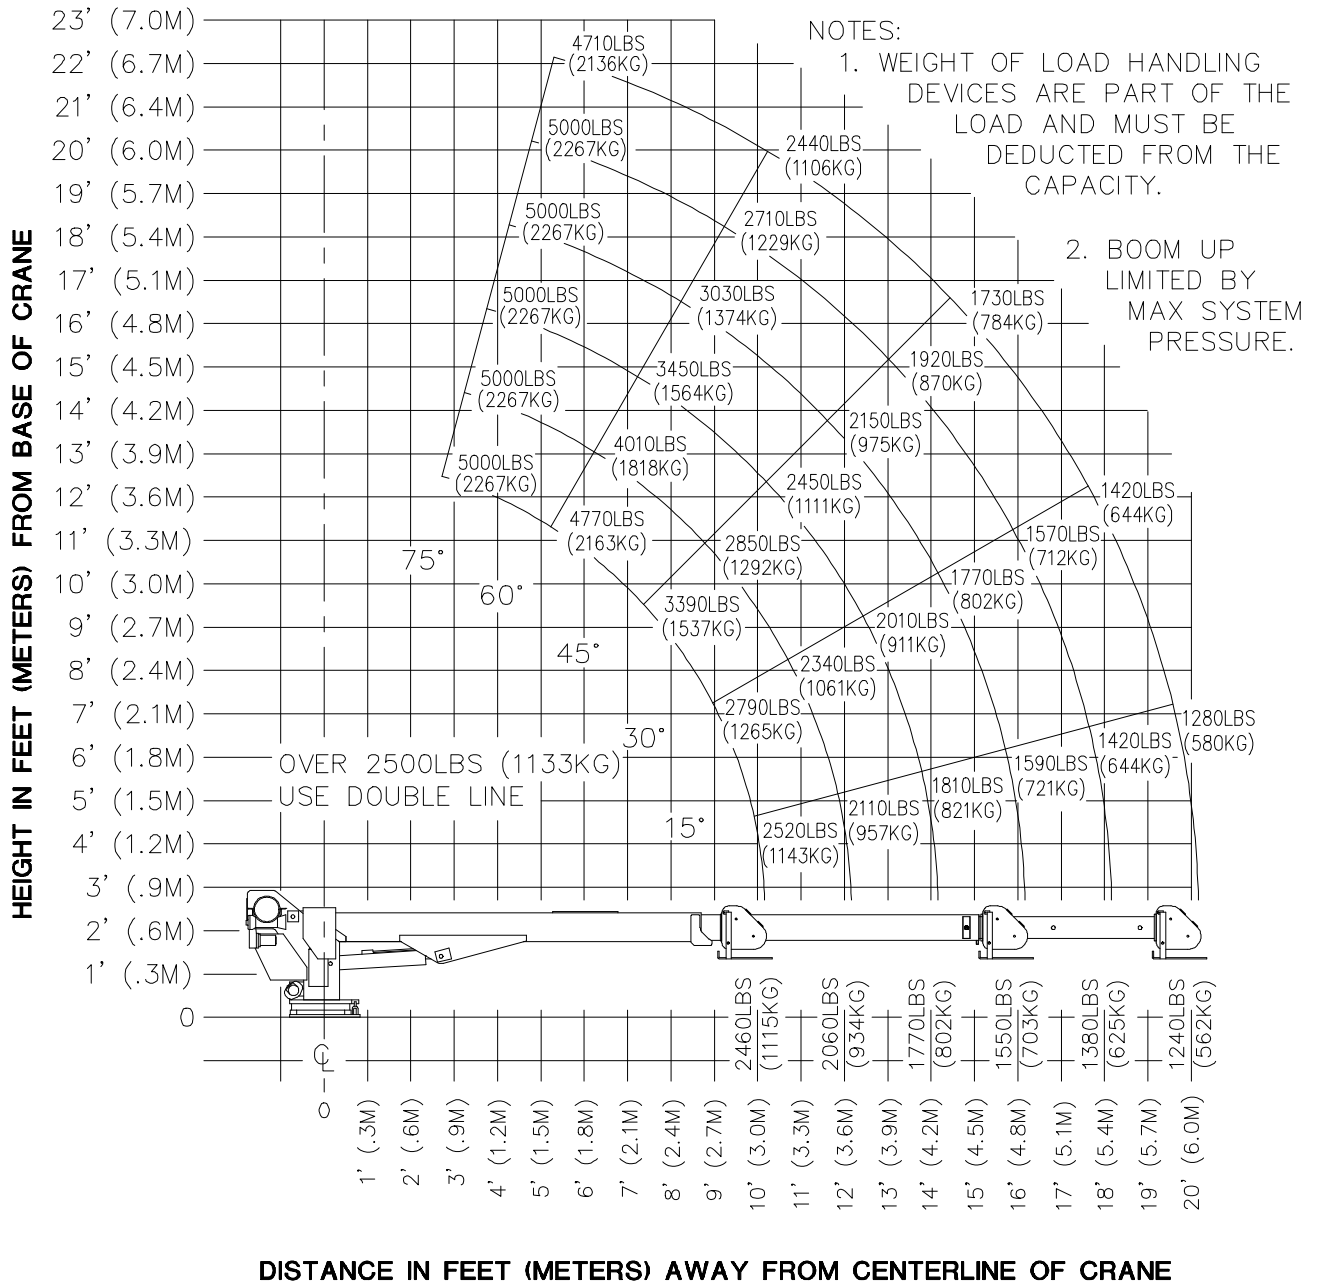 23' (7.0M)
22' (6.7M)
21' (6.4M)
20' (6.0M)
19' (5.7M)
18' (5.4M)
17' (5.1M)
16' (4.8M)
15' (4.5M)
14' (4.2M)
13' (3.9M)
12' (3.6M)
11' (3.3M)
10' (3.0M)
9' (2.7M)
8' (2.4M)
7' (2.1M)
6' (1.8M)
5' (1.5M)
4' (1.2M)
3' (.9M)
2' (.6M)
1' (.3M)
0
HEIGHT IN FEET (METERS) FROM BASE OF CRANE
NOTES:
1. WEIGHT OF LOAD HANDLING
DEVICES ARE PART OF THE
LOAD AND MUST BE
DEDUCTED FROM THE
CAPACITY.
2. BOOM UP
LIMITED BY
MAX SYSTEM
PRESSURE.
4710LBS
(2136KG)
5000LBS
(2267KG)
5000LBS
(2267KG)
5000LBS
(2267KG)
5000LBS
(2267KG)
5000LBS
(2267KG)
2440LBS
(1106KG)
2710LBS
(1229KG)
3030LBS
(1374KG)
3450LBS
(1564KG)
4010LBS
(1818KG)
4770LBS
(2163KG)
1730LBS
(784KG)
1920LBS
(870KG)
2150LBS
(975KG)
2450LBS
(1111KG)
2850LBS
(1292KG)
3390LBS
(1537KG)
1420LBS
(644KG)
1570LBS
(712KG)
1770LBS
(802KG)
2010LBS
(911KG)
2340LBS
(1061KG)
2790LBS
(1265KG)
1280LBS
(580KG)
1420LBS
(644KG)
1590LBS
(721KG)
1810LBS
(821KG)
2110LBS
(957KG)
2520LBS
(1143KG)
75°
60°
45°
30°
15°
OVER 2500LBS (1133KG)
USE DOUBLE LINE
2460LBS
(1115KG)
2060LBS
(934KG)
1770LBS
(802KG)
1550LBS
(703KG)
1380LBS
(625KG)
1240LBS
(562KG)
CL
0
1' (.3M)
2' (.6M)
3' (.9M)
4' (1.2M)
5' (1.5M)
6' (1.8M)
7' (2.1M)
8' (2.4M)
9' (2.7M)
10' (3.0M)
11' (3.3M)
12' (3.6M)
13' (3.9M)
14' (4.2M)
15' (4.5M)
16' (4.8M)
17' (5.1M)
18' (5.4M)
19' (5.7M)
20' (6.0M)
DISTANCE IN FEET (METERS) AWAY FROM CENTERLINE OF CRANE